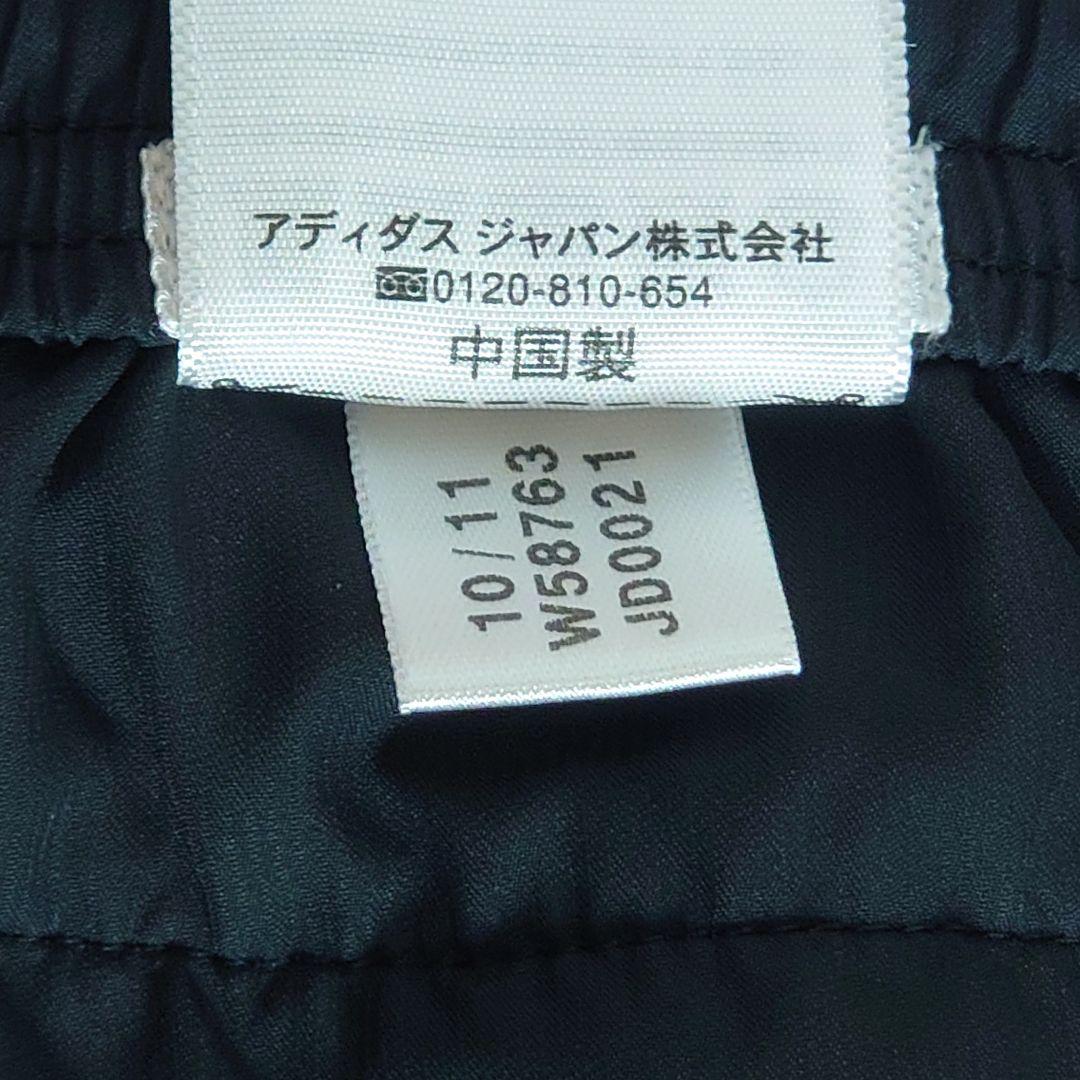 アディダス ジャパン株式会社
0120-810-654
中国製
10/11
W58763
JD0021